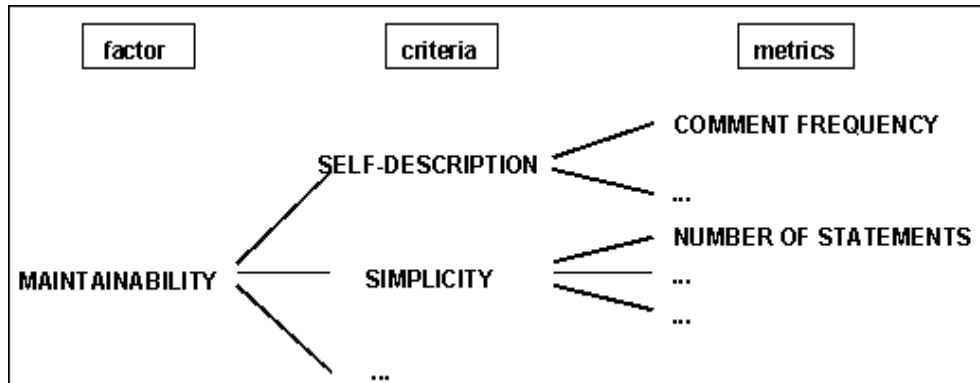 factor criteria metrics
COMMENT FREQUENCY
SELF-DESCRIPTION
...
NUMBER OF STATEMENTS
MAINTAINABILITY SIMPLICITY ...
...
...